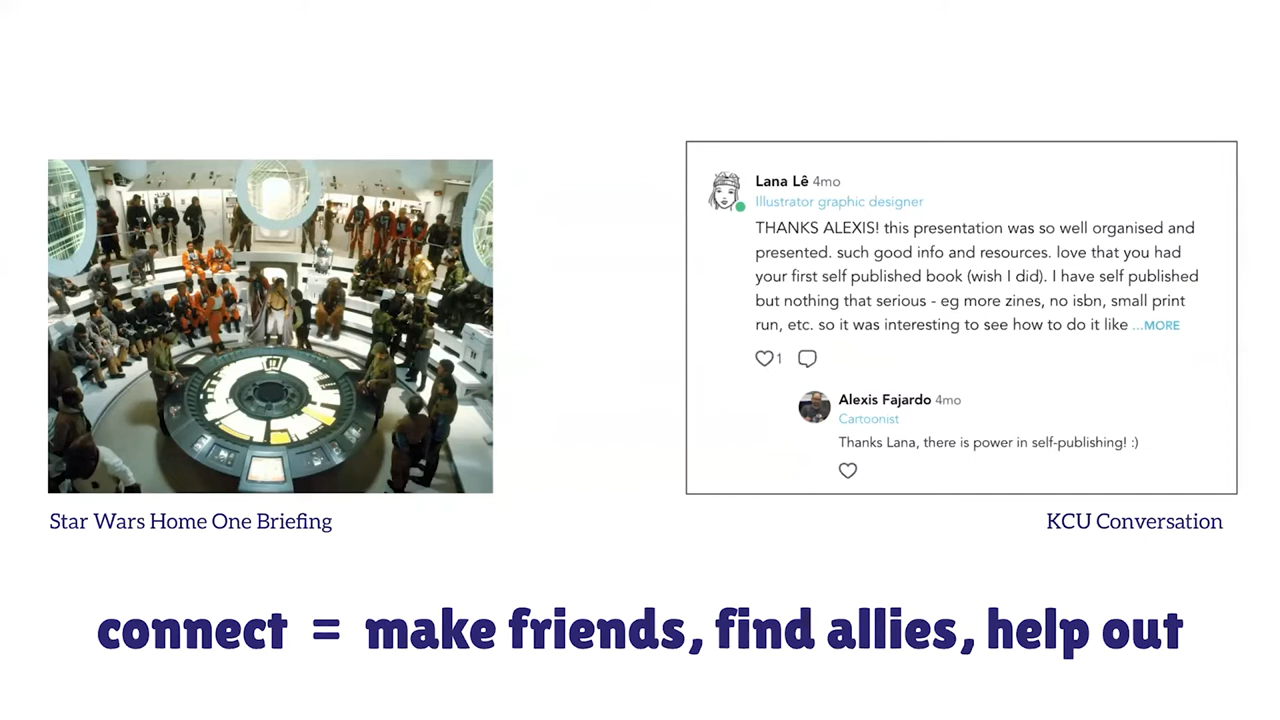 Lana Lê 4mo
Illustrator graphic designer
THANKS ALEXIS! this presentation was so well organised and
presented. such good info and resources. love that you had
your first self published book (wish I did). I have self published
but nothing that serious - eg more zines, no isbn, small print
run, etc. so it was interesting to see how to do it like ...MORE
1
Alexis Fajardo 4mo
Cartoonist
Thanks Lana, there is power in self-publishing! :)
Star Wars Home One Briefing
KCU Conversation
connect = make friends, find allies, help out